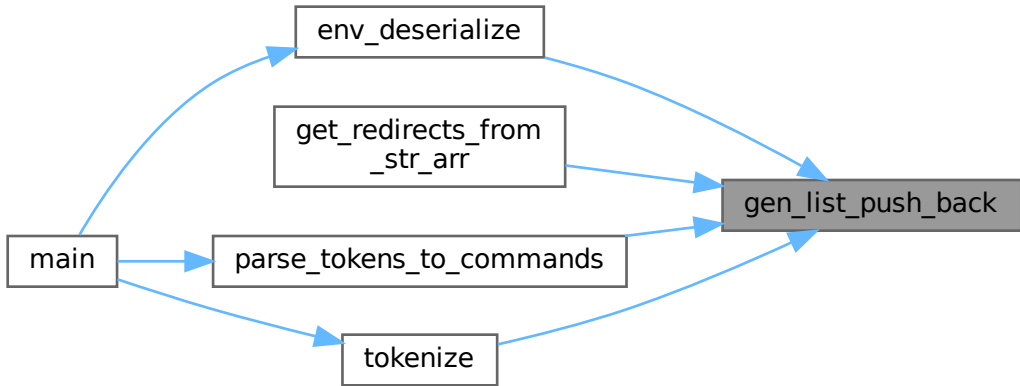 env_deserialize
get_redirects_from
_str_arr
gen_list_push_back
main
parse_tokens_to_commands
tokenize